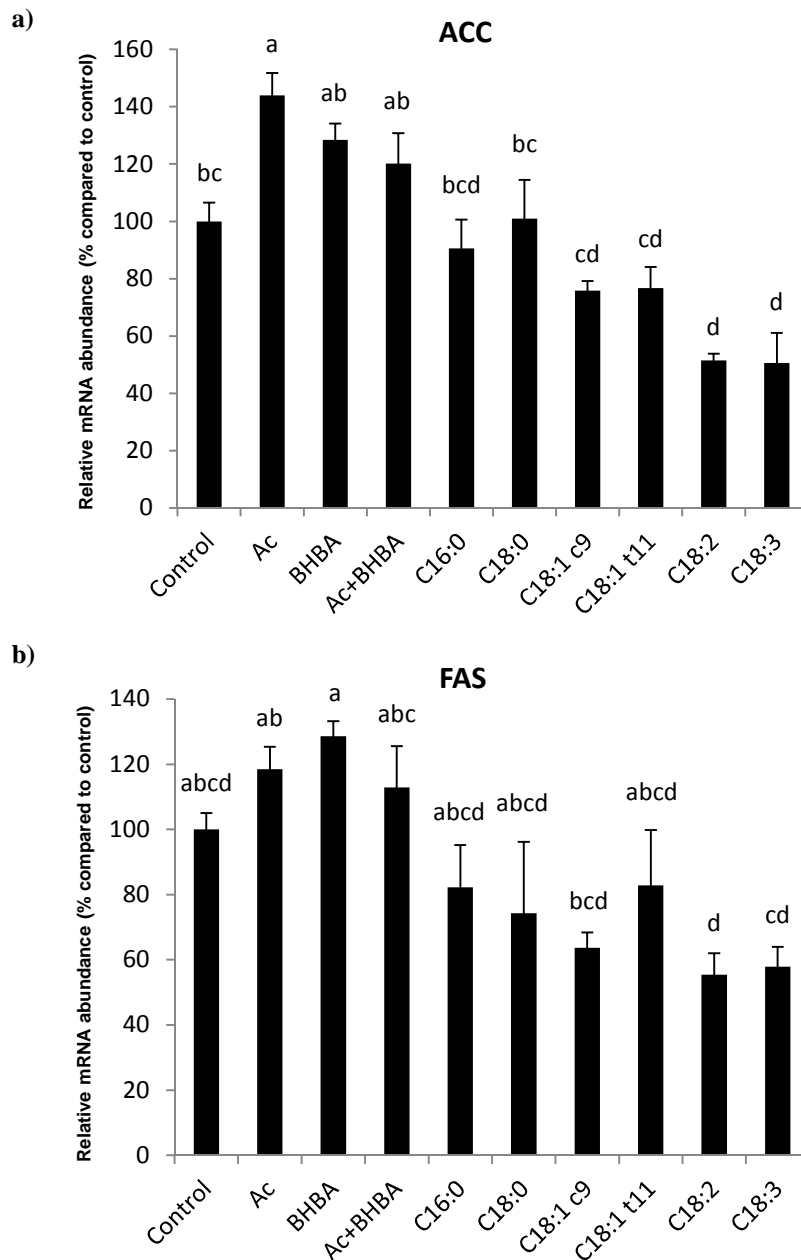 a)
ACC
Relative mRNA abundance (% compared to control)
160
140
120
100
80
60
40
20
0
bc
a
ab
ab
bcd
bc
cd
cd
d
d
Control
Ac
BHBA
Ac+BHBA
C16:0
C18:0
C18:1 c9
C18:1 t11
C18:2
C18:3
b)
FAS
Relative mRNA abundance (% compared to control)
140
120
100
80
60
40
20
0
abcd
ab
a
abc
abcd
abcd
bcd
abcd
d
cd
Control
Ac
BHBA
Ac+BHBA
C16:0
C18:0
C18:1 c9
C18:1 t11
C18:2
C18:3